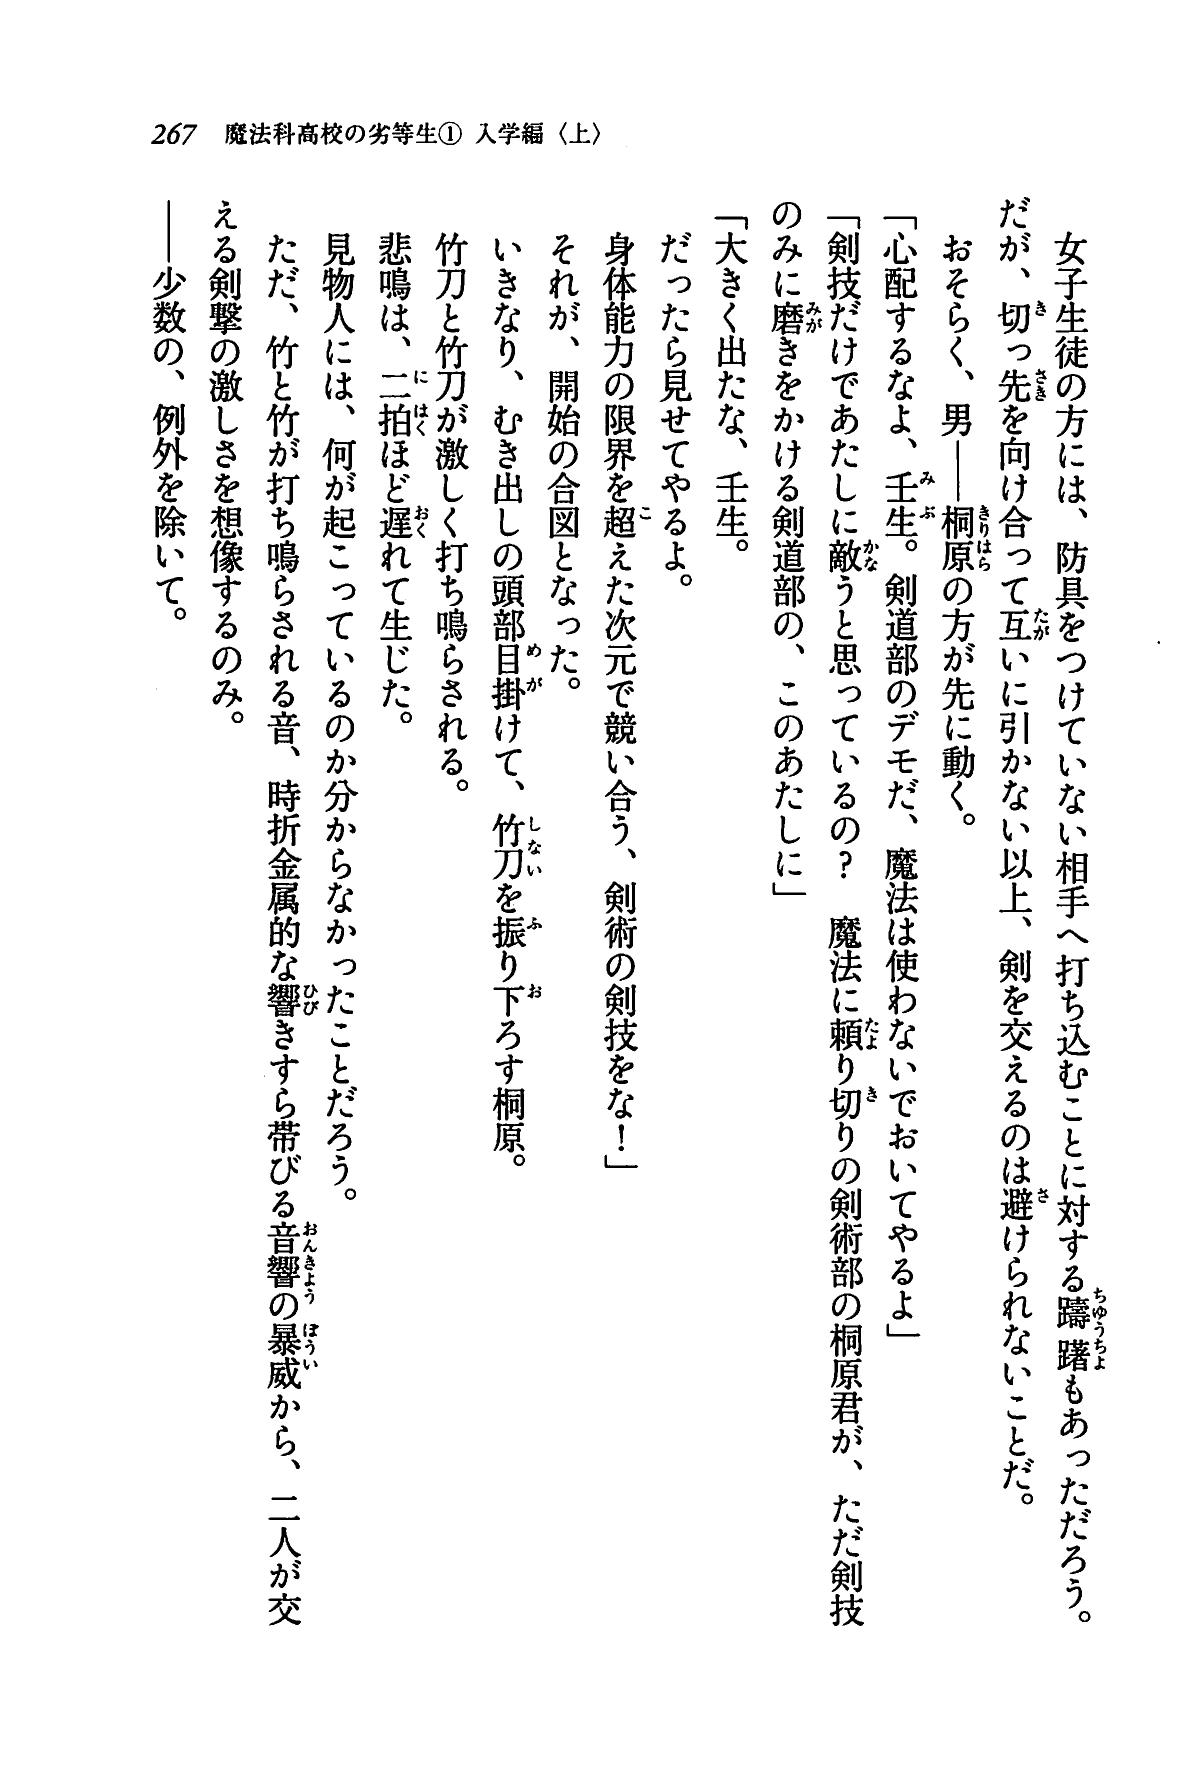 267 魔法科高校の劣等生① 入学編〈上〉
女子生徒の方には、防具をつけていない相手へ打ち込むことに対する躊躇もあっただろう。
だが、切っ先を向け合って互いに引かない以上、剣を交えるのは避けられないことだ。
おそらく、男――桐原の方が先に動く。
「心配するなよ、壬生。剣道部のデモだ、魔法は使わないでおいてやるよ」
「剣技だけであたしに敵うと思っているの？ 魔法に頼り切りの剣術部の桐原君が、ただ剣技
のみに磨きをかける剣道部の、このあたしに」
「大きく出たな、壬生。
だったら見せてやるよ。
身体能力の限界を超えた次元で競い合う、剣術の剣技をな！」
それが、開始の合図となった。
いきなり、むき出しの頭部目掛けて、竹刀を振り下ろす桐原。
竹刀と竹刀が激しく打ち鳴らされる。
悲鳴は、二拍ほど遅れて生じた。
見物人には、何が起こっているのか分からなかったことだろう。
ただ、竹と竹が打ち鳴らされる音、時折金属的な響きすら帯びる音響の暴威から、二人が交
える剣撃の激しさを想像するのみ。
――少数の、例外を除いて。